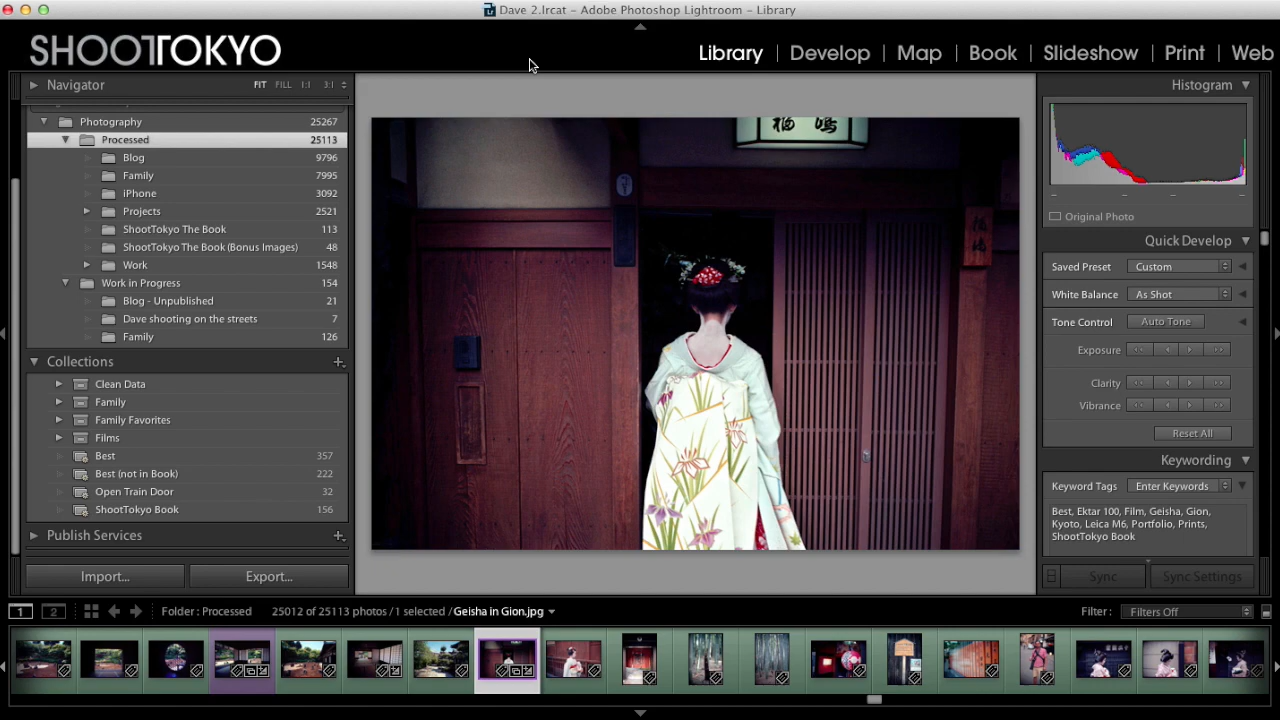 Dave 2.lrcat - Adobe Photoshop Lightroom - Library
SHOOTTOKYO
Library | Develop | Map | Book | Slideshow | Print | Web
Navigator FIT FILL 1:1 3:1
Histogram
Photography 25267
Processed 25113
Blog 9796
Family 7995
iPhone 3092
Projects 2521
ShootTokyo The Book 113
ShootTokyo The Book (Bonus Images) 48
Work 1548
Work in Progress 154
Blog - Unpublished 21
Dave shooting on the streets 7
Family 126
Collections
Clean Data
Family
Family Favorites
Films
Best 357
Best (not in Book) 222
Open Train Door 32
ShootTokyo Book 156
Publish Services
Import... Export...
Original Photo
Quick Develop
Saved Preset Custom
White Balance As Shot
Tone Control Auto Tone
Exposure
Clarity
Vibrance
Reset All
Keywording
Keyword Tags Enter Keywords
Best, Ektar 100, Film, Geisha, Gion,
Kyoto, Leica M6, Portfolio, Prints,
ShootTokyo Book
Sync Sync Settings
1 2 Folder : Processed 25012 of 25113 photos / 1 selected / Geisha in Gion.jpg Filter : Filters Off